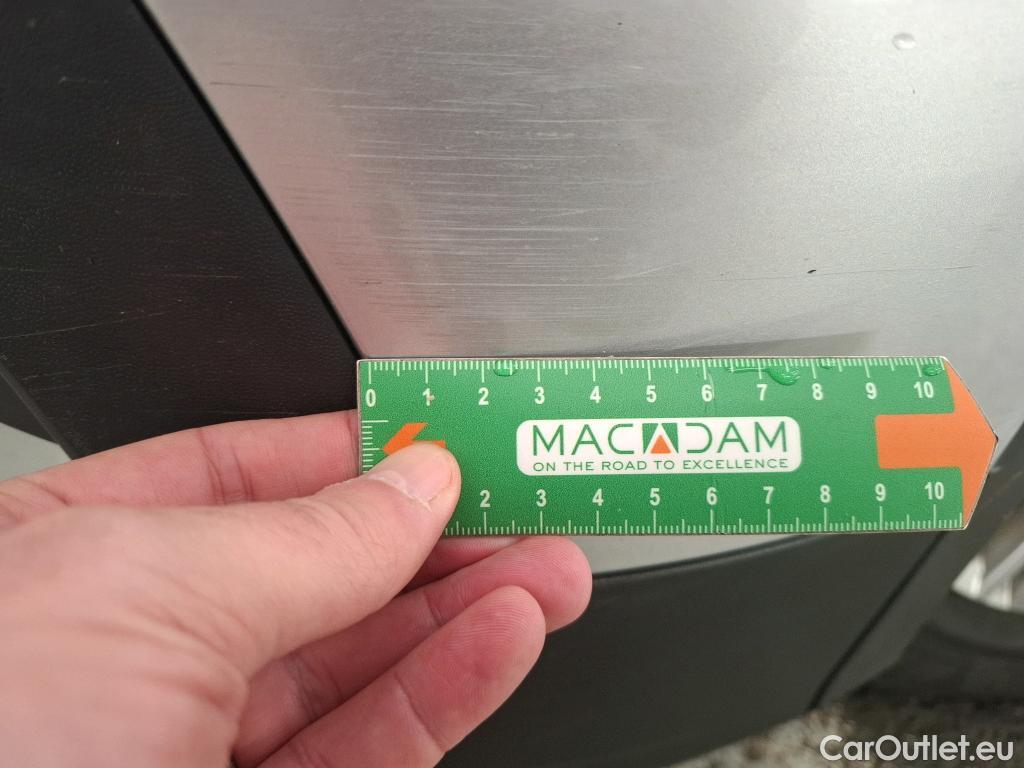 0 1 2 3 4 5 6 7 8 9 10
MACADAM
ON THE ROAD TO EXCELLENCE
2 3 4 5 6 7 8 9 10
CarOutlet.eu